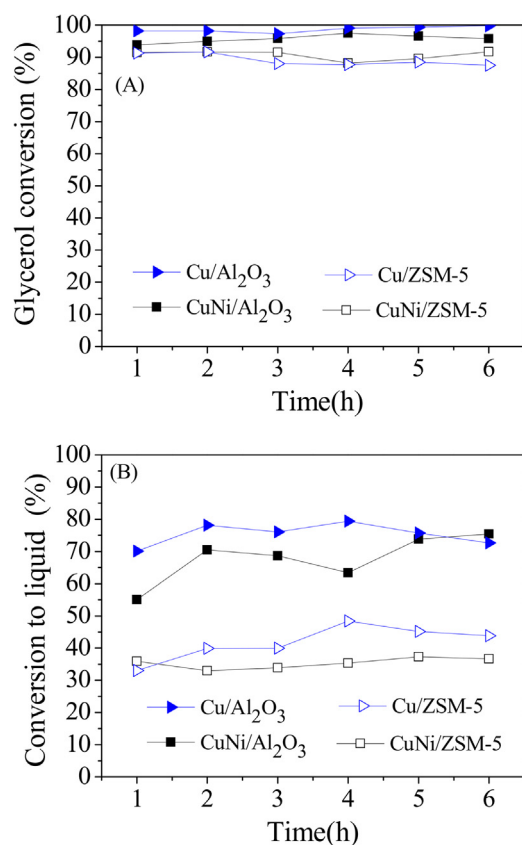 100
90
80
70
60
50
40
30
20
10
0
Glycerol conversion (%)
(A)
Cu/Al₂O₃
Cu/ZSM-5
CuNi/Al₂O₃
CuNi/ZSM-5
1 2 3 4 5 6
Time(h)
100
90
80
70
60
50
40
30
20
10
0
Conversion to liquid (%)
(B)
Cu/Al₂O₃
Cu/ZSM-5
CuNi/Al₂O₃
CuNi/ZSM-5
1 2 3 4 5 6
Time(h)